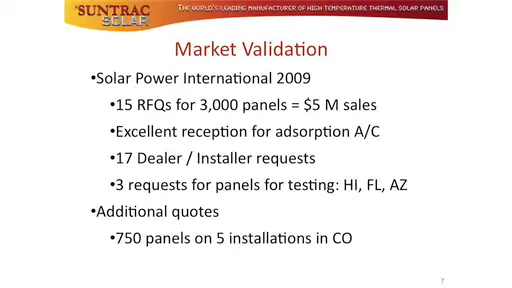 SUNTRAC
SOLAR
THE WORLD'S LEADING MANUFACTURER OF HIGH TEMPERATURE THERMAL SOLAR PANELS
Market Validation
•Solar Power International 2009
•15 RFQs for 3,000 panels = $5 M sales
•Excellent reception for adsorption A/C
•17 Dealer / Installer requests
•3 requests for panels for testing: HI, FL, AZ
•Additional quotes
•750 panels on 5 installations in CO
7